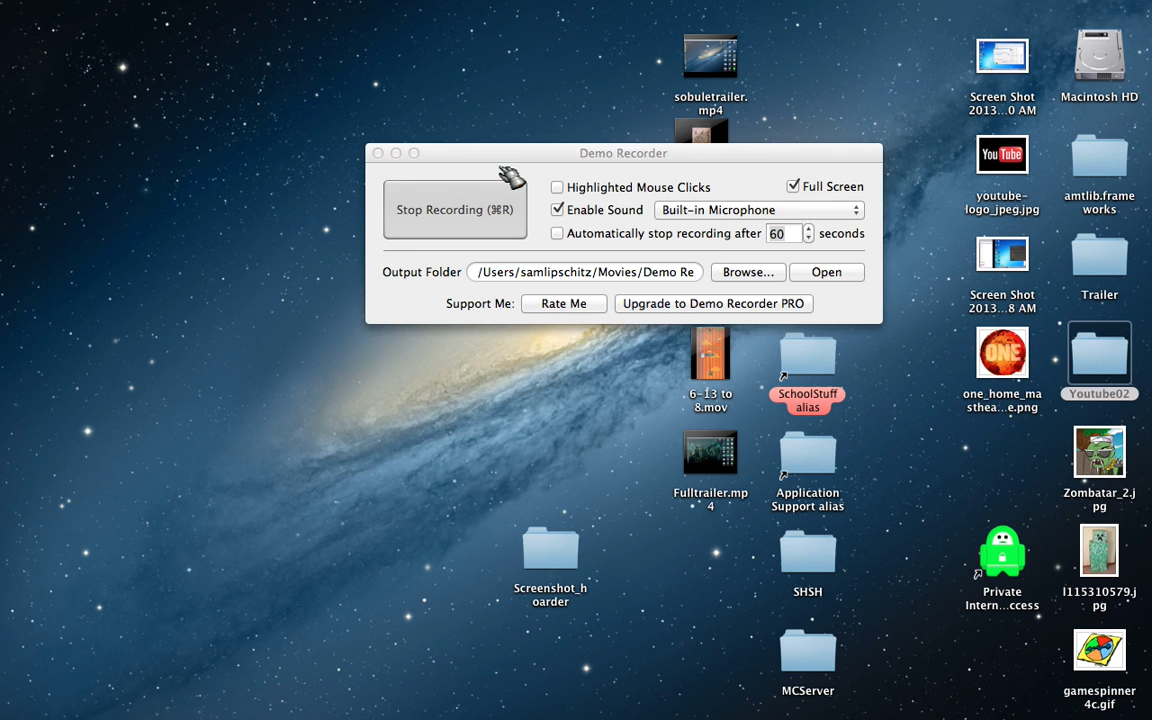 sobuletrailer.
mp4
Screen Shot
2013...0 AM
Macintosh HD
Demo Recorder
Stop Recording (⌘R)
Highlighted Mouse Clicks
Full Screen
Enable Sound
Built-in Microphone
Automatically stop recording after 60 seconds
Output Folder
/Users/samlipschitz/Movies/Demo Re
Browse...
Open
Support Me:
Rate Me
Upgrade to Demo Recorder PRO
You Tube
youtube-
logo_jpeg.jpg
amtlib.frame
works
Screen Shot
2013...8 AM
Trailer
6-13 to
8.mov
SchoolStuff
alias
ONE
one_home_ma
sthea...e.png
Youtube02
Fulltrailer.mp
4
Application
Support alias
Zombatar_2.j
pg
Screenshot_h
oarder
SHSH
Private
Intern...ccess
l115310579.j
pg
MCServer
gamespinner
4c.gif